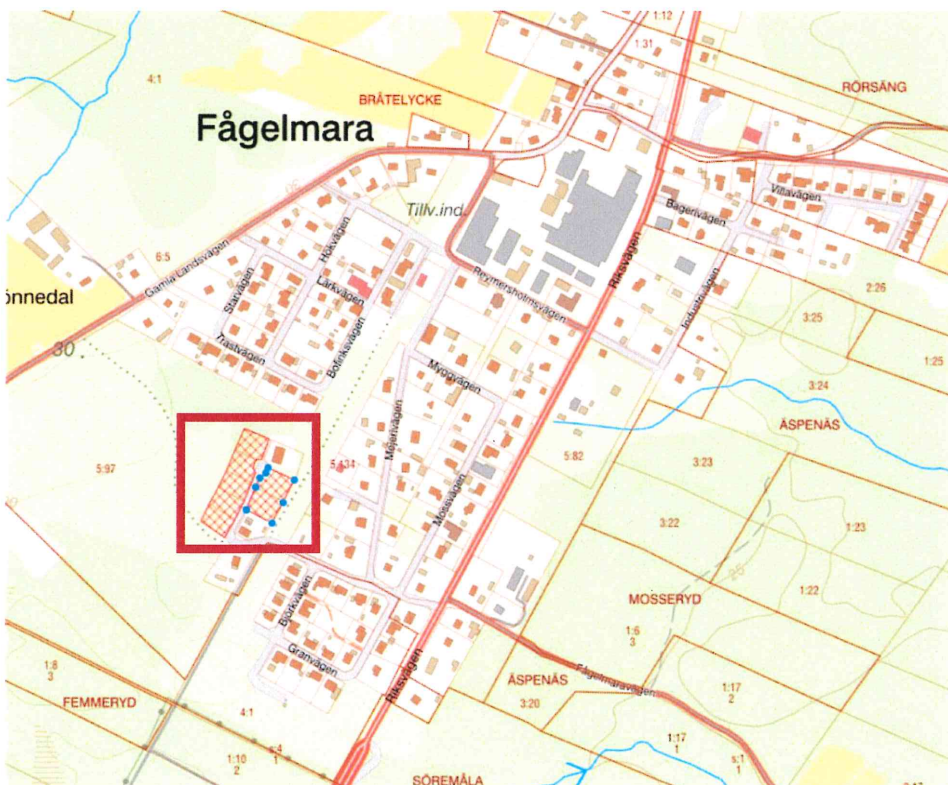 1:12
1:31
4:1
BRÅTELYCKE
RÖRSÄNG
Fågelmara
Tillv.ind.
Villavägen
Bagerivägen
Hökvägen
6:5
Gamla Landsvägen
Starvägen
Lärkvägen
Reymersholmsvägen
Riksvägen
Industrivägen
2:26
önnedal
Bofinksvägen
3:25
Trastvägen
30
Myggvägen
1:25
3:24
Mejerivägen
ÄSPENÄS
5:97
5:434
5:82
3:23
Mossvägen
3:22
1:23
25
1:22
MOSSERYD
Björkvägen
1:6
3
Granvägen
1:8
3
Riksvägen
ÄSPENÄS
Fågelmaravägen
1:17
2
FEMMERYD
3:20
4:1
1:17
1
s:4
1
s:1
1
1:10
2
SÖREMÅLA